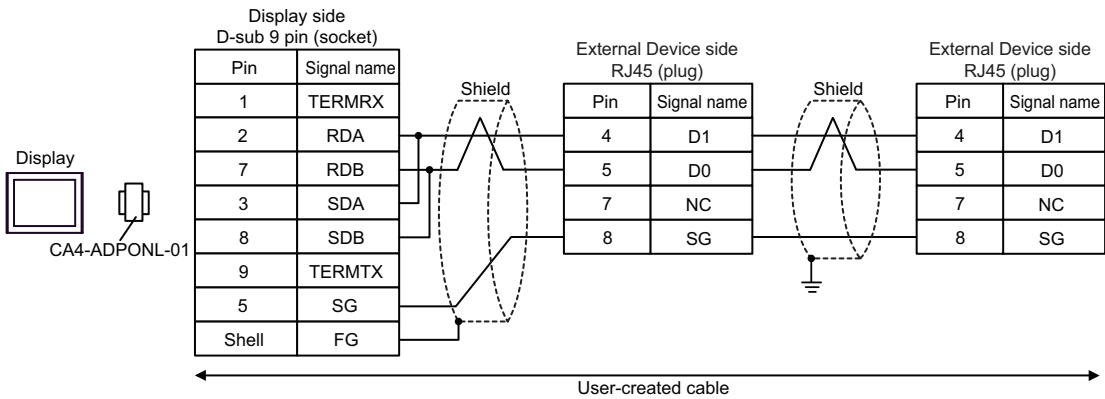 Display side
D-sub 9 pin (socket)
Pin Signal name
1 TERMRX
2 RDA
7 RDB
3 SDA
8 SDB
9 TERMTX
5 SG
Shell FG
Display
CA4-ADPONL-01
Shield
External Device side
RJ45 (plug)
Pin Signal name
4 D1
5 D0
7 NC
8 SG
Shield
External Device side
RJ45 (plug)
Pin Signal name
4 D1
5 D0
7 NC
8 SG
User-created cable